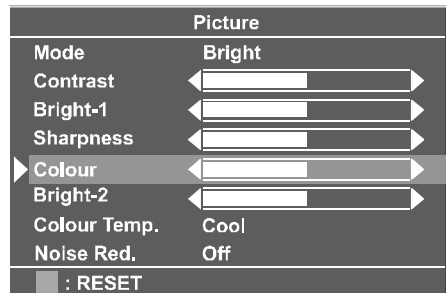 Picture
Mode Bright
Contrast
Bright-1
Sharpness
Colour
Bright-2
Colour Temp. Cool
Noise Red. Off
: RESET